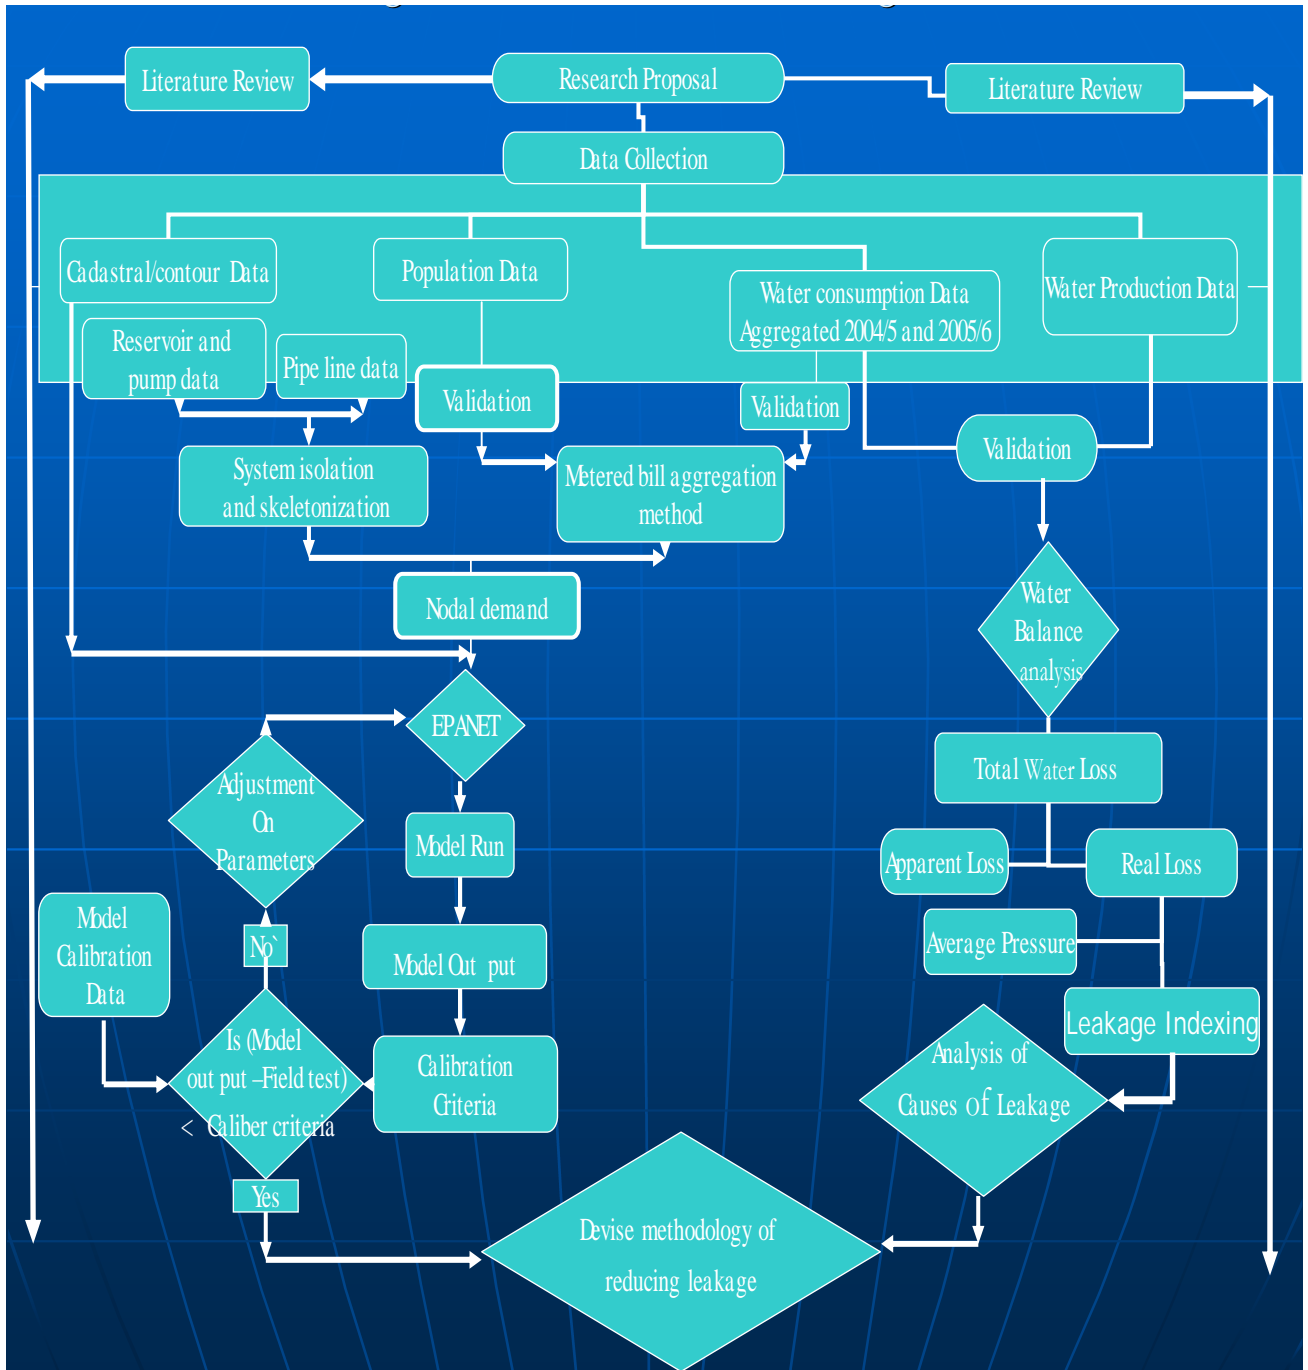 Literature Review
Research Proposal
Literature Review
Data Collection
Cadastral/contour Data
Population Data
Water consumption Data
Aggregated 2004/5 and 2005/6
Water Production Data
Reservoir and
pump data
Pipe line data
Validation
Validation
Validation
System isolation
and skeletonization
Metered bill aggregation
method
Nodal demand
Water
Balance
analysis
EPANET
Total Water Loss
Adjustment
On
Parameters
Model Run
Apparent Loss
Real Loss
Average Pressure
Model
Calibration
Data
No`
Model Out put
Leakage Indexing
Is (Model
out put –Field test)
< Caliber criteria
Calibration
Criteria
Analysis of
Causes of Leakage
Yes
Devise methodology of
reducing leakage